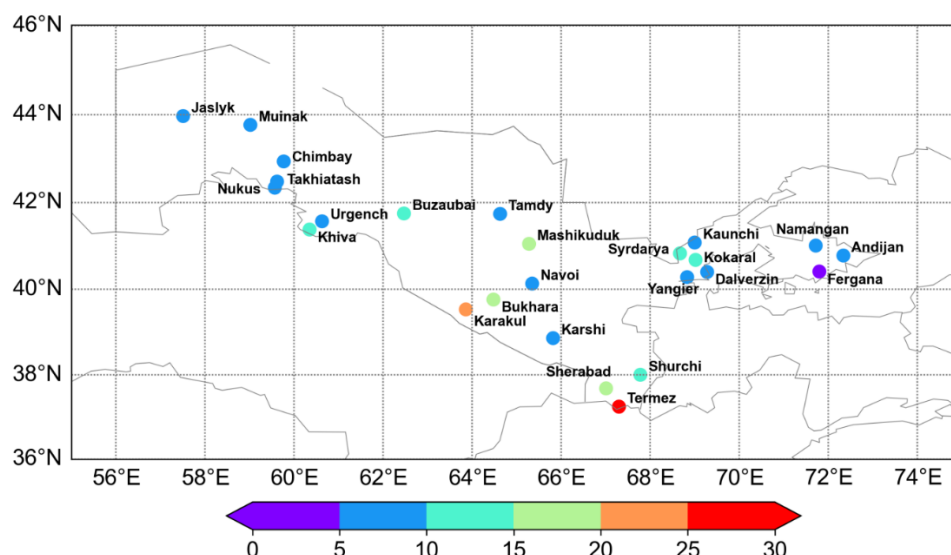 46°N
44°N
42°N
40°N
38°N
36°N
Jaslyk
Muinak
Chimbay
Takhiatash
Nukus
Urgench
Khiva
Buzaubai
Tamdy
Mashikuduk
Navoi
Bukhara
Karakul
Karshi
Syrdarya
Kaunchi
Kokaral
Yangier
Dalverzin
Namangan
Andijan
Fergana
Sherabad
Shurchi
Termez
56°E 58°E 60°E 62°E 64°E 66°E 68°E 70°E 72°E 74°E
0 5 10 15 20 25 30